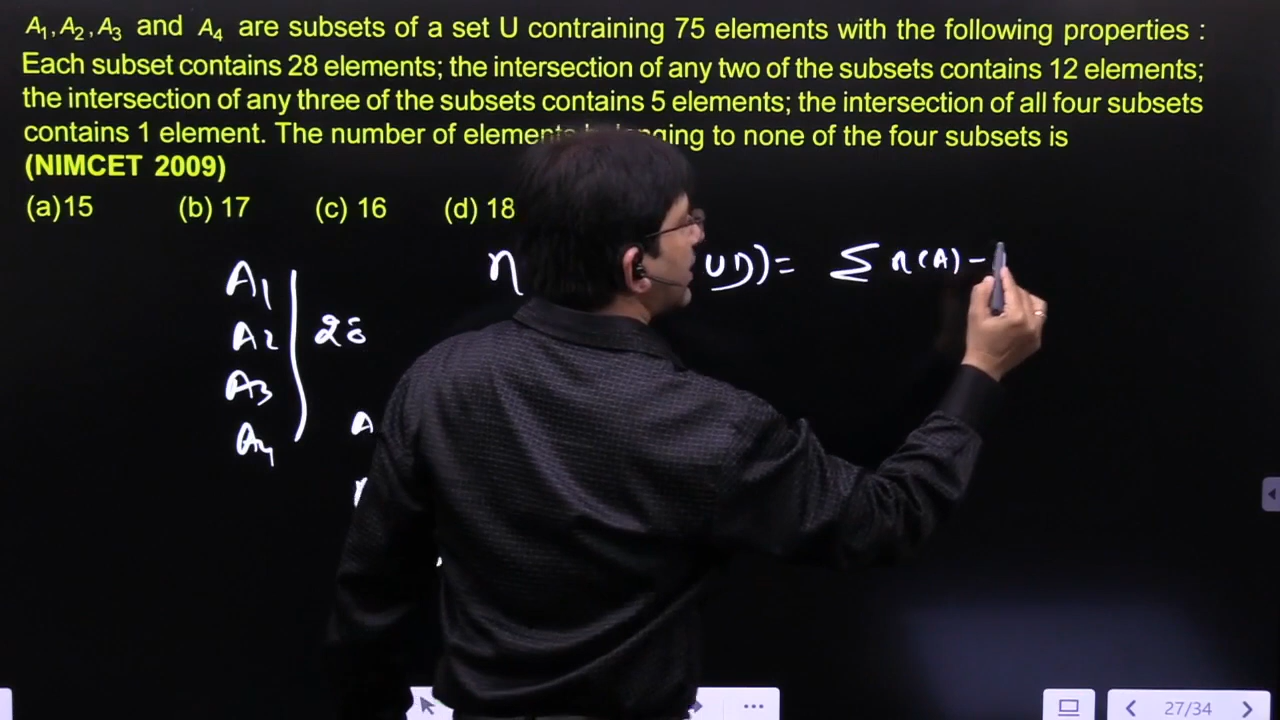 A₁, A₂, A₃ and A₄ are subsets of a set U contraining 75 elements with the following properties :
Each subset contains 28 elements; the intersection of any two of the subsets contains 12 elements;
the intersection of any three of the subsets contains 5 elements; the intersection of all four subsets
contains 1 element. The number of elements to none of the four subsets is
(NIMCET 2009)
(a)15 (b) 17 (c) 16 (d) 18
n UD)= Σ n(A) −
A1
A2 28
A3
A4
A
27/34